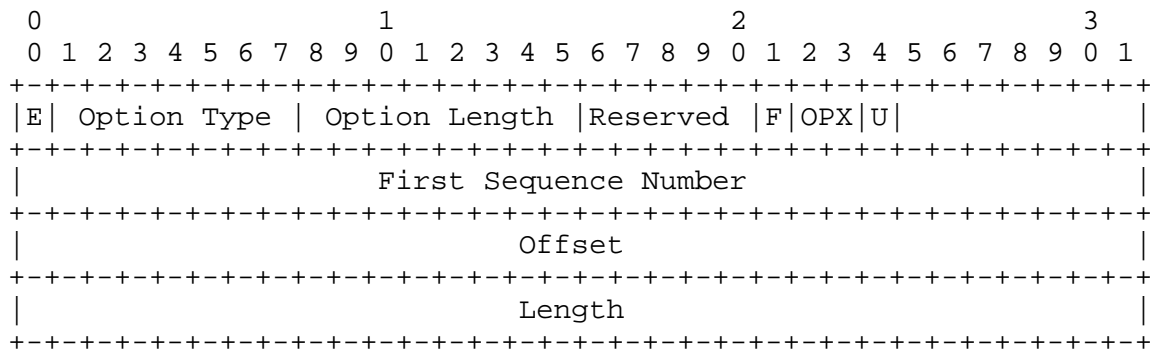 0                   1                   2                   3
 0 1 2 3 4 5 6 7 8 9 0 1 2 3 4 5 6 7 8 9 0 1 2 3 4 5 6 7 8 9 0 1
+-+-+-+-+-+-+-+-+-+-+-+-+-+-+-+-+-+-+-+-+-+-+-+-+-+-+-+-+-+-+-+-+
|E| Option Type | Option Length |Reserved |F|OPX|U|             |
+-+-+-+-+-+-+-+-+-+-+-+-+-+-+-+-+-+-+-+-+-+-+-+-+-+-+-+-+-+-+-+-+
|                    First Sequence Number                      |
+-+-+-+-+-+-+-+-+-+-+-+-+-+-+-+-+-+-+-+-+-+-+-+-+-+-+-+-+-+-+-+-+
|                            Offset                             |
+-+-+-+-+-+-+-+-+-+-+-+-+-+-+-+-+-+-+-+-+-+-+-+-+-+-+-+-+-+-+-+-+
|                            Length                             |
+-+-+-+-+-+-+-+-+-+-+-+-+-+-+-+-+-+-+-+-+-+-+-+-+-+-+-+-+-+-+-+-+